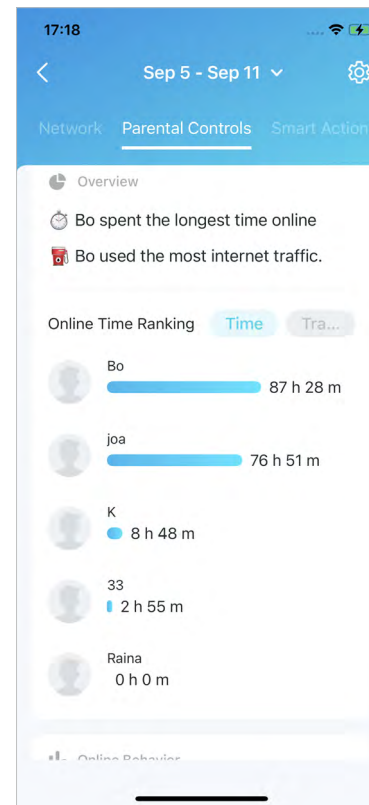 17:18
Sep 5 - Sep 11
Network Parental Controls Smart Action
Overview
Bo spent the longest time online
Bo used the most internet traffic.
Online Time Ranking Time Tra...
Bo
87 h 28 m
joa
76 h 51 m
K
8 h 48 m
33
2 h 55 m
Raina
0 h 0 m
Online Behavior